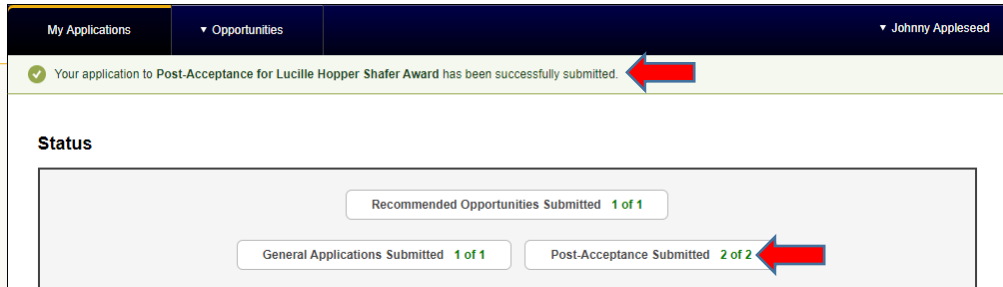 My Applications ▾ Opportunities ▾ Johnny Appleseed
Your application to Post-Acceptance for Lucille Hopper Shafer Award has been successfully submitted.
Status
Recommended Opportunities Submitted 1 of 1
General Applications Submitted 1 of 1 Post-Acceptance Submitted 2 of 2